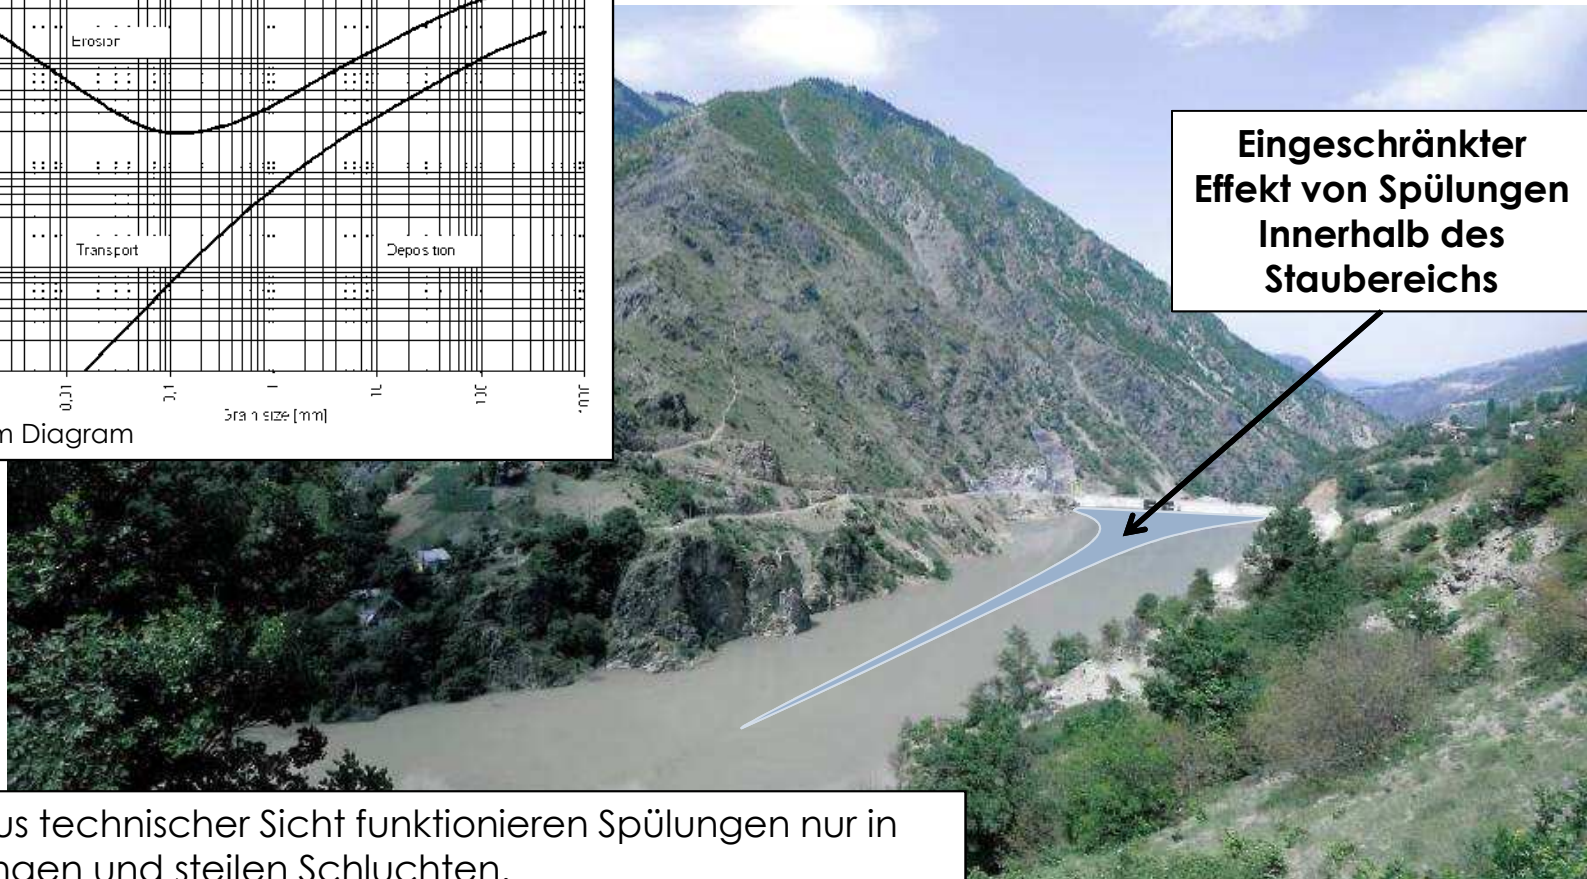 Erosion
Transport
Deposition
0.01
0.1
1
10
100
Grain size [mm]
m Diagram
Eingeschränkter
Effekt von Spülungen
Innerhalb des
Staubereichs
us technischer Sicht funktionieren Spülungen nur in
ngen und steilen Schluchten.